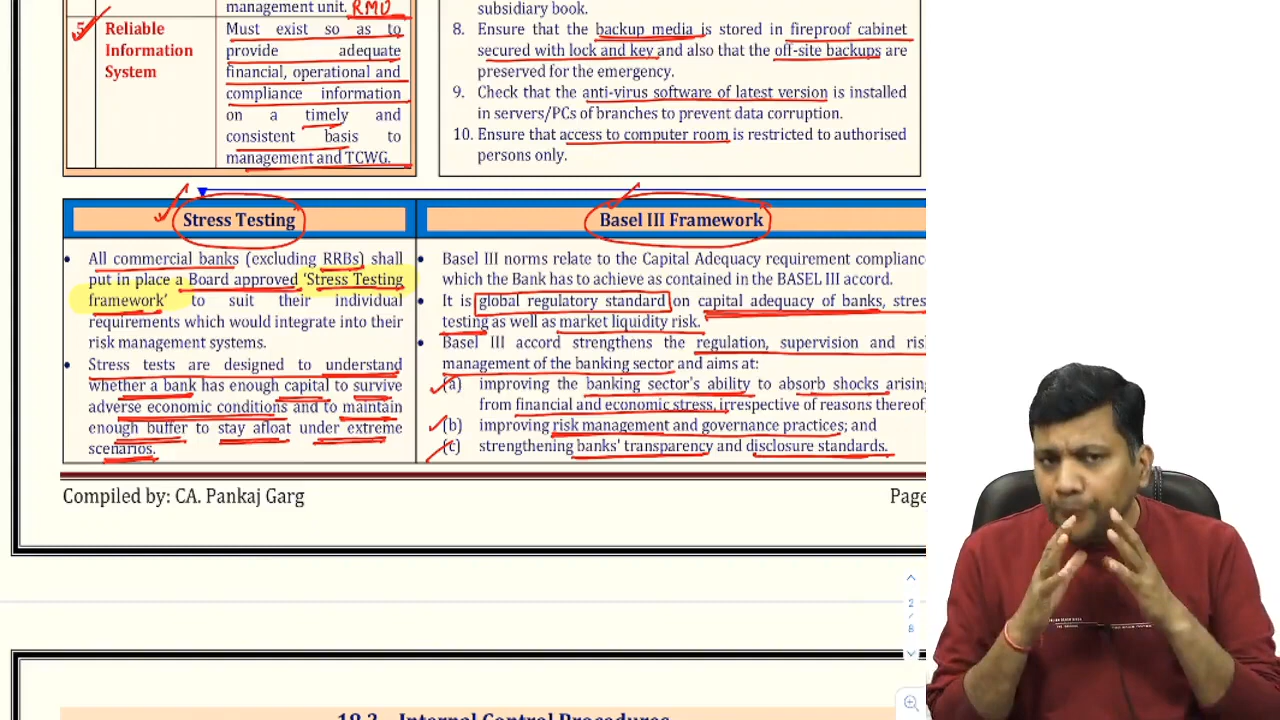 management unit. RMD
5 Reliable Information System
Must exist so as to
provide adequate
financial, operational and
compliance information
on a timely and
consistent basis to
management and TCWG.
subsidiary book.
8. Ensure that the backup media is stored in fireproof cabinet
secured with lock and key and also that the off-site backups are
preserved for the emergency.
9. Check that the anti-virus software of latest version is installed
in servers/PCs of branches to prevent data corruption.
10. Ensure that access to computer room is restricted to authorised
persons only.
Stress Testing
• All commercial banks (excluding RRBs) shall
put in place a Board approved ‘Stress Testing
framework’ to suit their individual
requirements which would integrate into their
risk management systems.
• Stress tests are designed to understand
whether a bank has enough capital to survive
adverse economic conditions and to maintain
enough buffer to stay afloat under extreme
scenarios.
Basel III Framework
• Basel III norms relate to the Capital Adequacy requirement compliance
which the Bank has to achieve as contained in the BASEL III accord.
• It is global regulatory standard on capital adequacy of banks, stres
testing as well as market liquidity risk.
• Basel III accord strengthens the regulation, supervision and ris
management of the banking sector and aims at:
(a) improving the banking sector's ability to absorb shocks arising
from financial and economic stress, irrespective of reasons thereof,
(b) improving risk management and governance practices; and
(c) strengthening banks' transparency and disclosure standards.
Compiled by: CA. Pankaj Garg
Page
2
/
8
18.3 – Internal Control Procedures